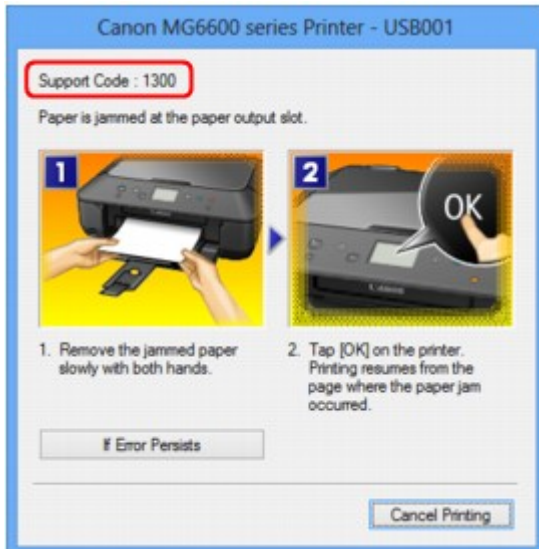 Canon MG6600 series Printer - USB001
Support Code : 1300
Paper is jammed at the paper output slot.
1
2
OK
Canon
1. Remove the jammed paper
slowly with both hands.
2. Tap [OK] on the printer.
Printing resumes from the
page where the paper jam
occurred.
If Error Persists
Cancel Printing